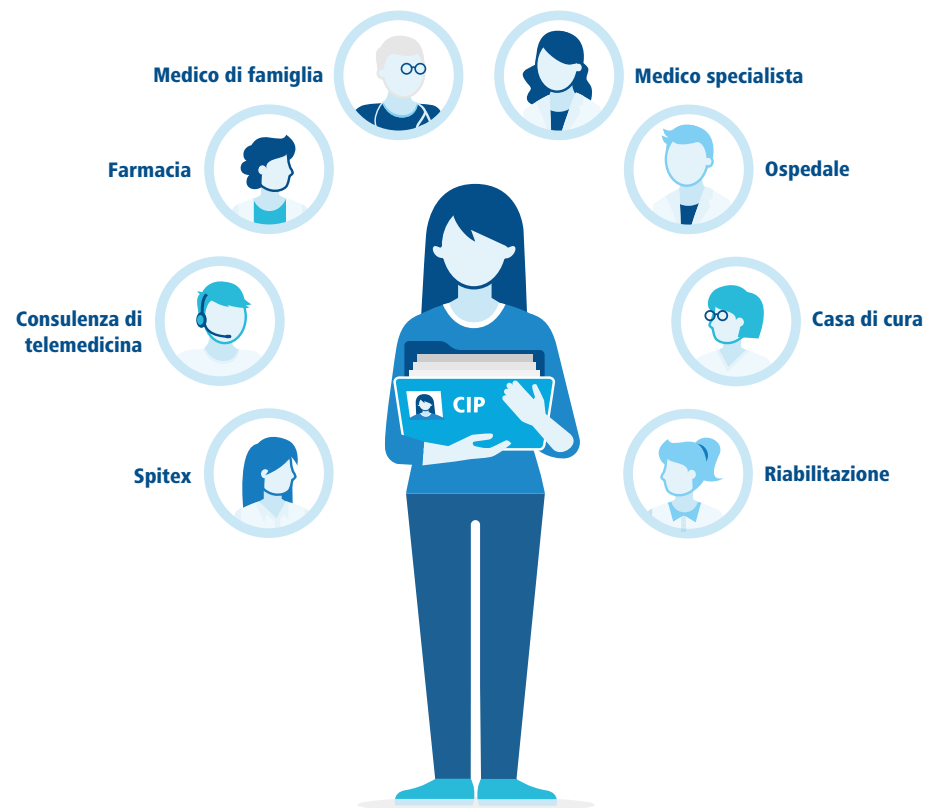 Medico di famiglia
Medico specialista
Farmacia
Ospedale
Consulenza di
telemedicina
Casa di cura
CIP
Spitex
Riabilitazione